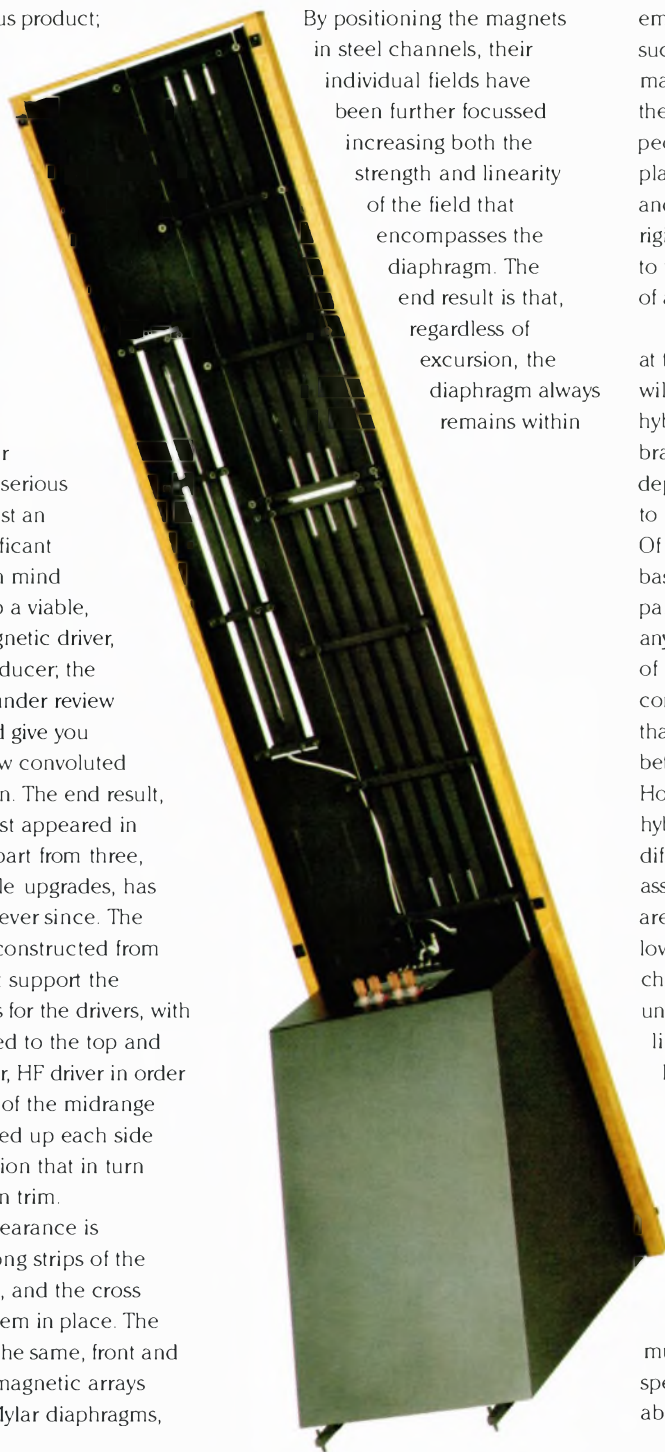 us product;
r
serious
st an
ficant
n mind
o a viable,
gnetic driver,
ducer; the
under review
d give you
w convoluted
n. The end result,
st appeared in
part from three,
le upgrades, has
ever since. The
constructed from
t support the
s for the drivers, with
ed to the top and
r, HF driver in order
of the midrange
ed up each side
ion that in turn
n trim.
earance is
ong strips of the
, and the cross
em in place. The
he same, front and
magnetic arrays
Mylar diaphragms,
By positioning the magnets
in steel channels, their
individual fields have
been further focussed
increasing both the
strength and linearity
of the field that
encompasses the
diaphragm. The
end result is that,
regardless of
excursion, the
diaphragm always
remains within
em
suc
ma
the
pec
pla
and
rig
to
of a
at t
wil
hyb
bra
dep
to
Of
bas
pa
any
of
con
tha
bet
Ho
hyb
dif
ass
are
lov
ch
un
li
mu
spe
ab